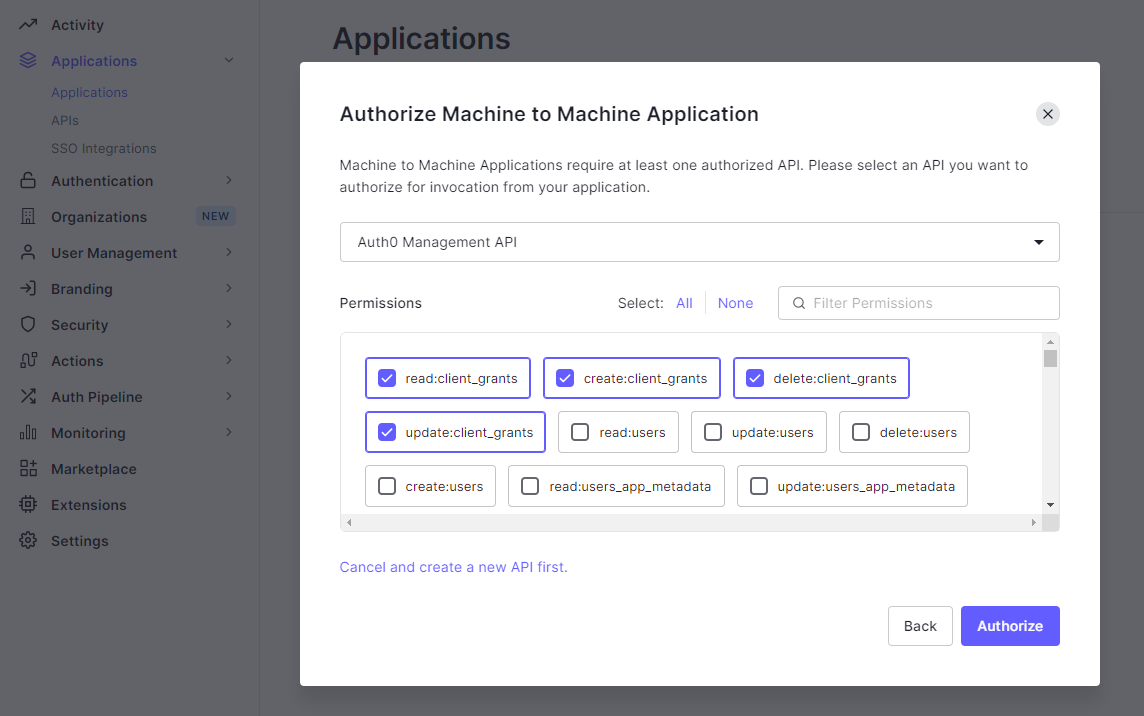 Activity
Applications
Applications
APIs
SSO Integrations
Authentication
Organizations NEW
User Management
Branding
Security
Actions
Auth Pipeline
Monitoring
Marketplace
Extensions
Settings
Applications
Authorize Machine to Machine Application
Machine to Machine Applications require at least one authorized API. Please select an API you want to
authorize for invocation from your application.
Auth0 Management API
Permissions Select: All None Filter Permissions
read:client_grants create:client_grants delete:client_grants
update:client_grants read:users update:users delete:users
create:users read:users_app_metadata update:users_app_metadata
Cancel and create a new API first.
Back Authorize